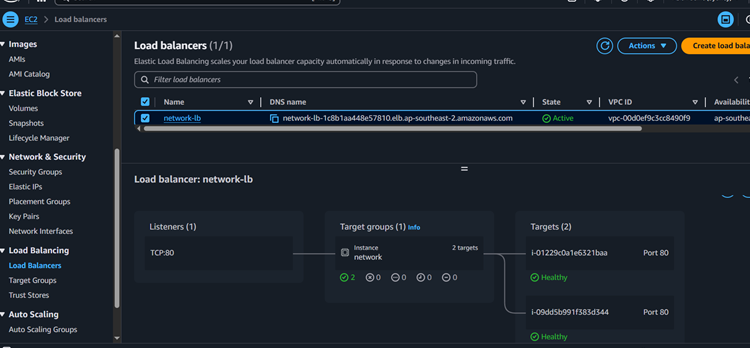 EC2 > Load balancers
Images
AMIs
AMI Catalog
Elastic Block Store
Volumes
Snapshots
Lifecycle Manager
Network & Security
Security Groups
Elastic IPs
Placement Groups
Key Pairs
Network Interfaces
Load Balancing
Load Balancers
Target Groups
Trust Stores
Auto Scaling
Auto Scaling Groups
Load balancers (1/1)
Actions
Create load bala
Elastic Load Balancing scales your load balancer capacity automatically in response to changes in incoming traffic.
Filter load balancers
Name DNS name State VPC ID Availabilit
network-lb network-lb-1c8b1aa448e57810.elb.ap-southeast-2.amazonaws.com Active vpc-00d0ef9c3cc8490f9 ap-southea
Load balancer: network-lb
Listeners (1)
TCP:80
Target groups (1) Info
Instance
network
2 targets
2 0 0 0 0
Targets (2)
i-01229c0a1e6321baa Port 80
Healthy
i-09dd5b991f383d344 Port 80
Healthy